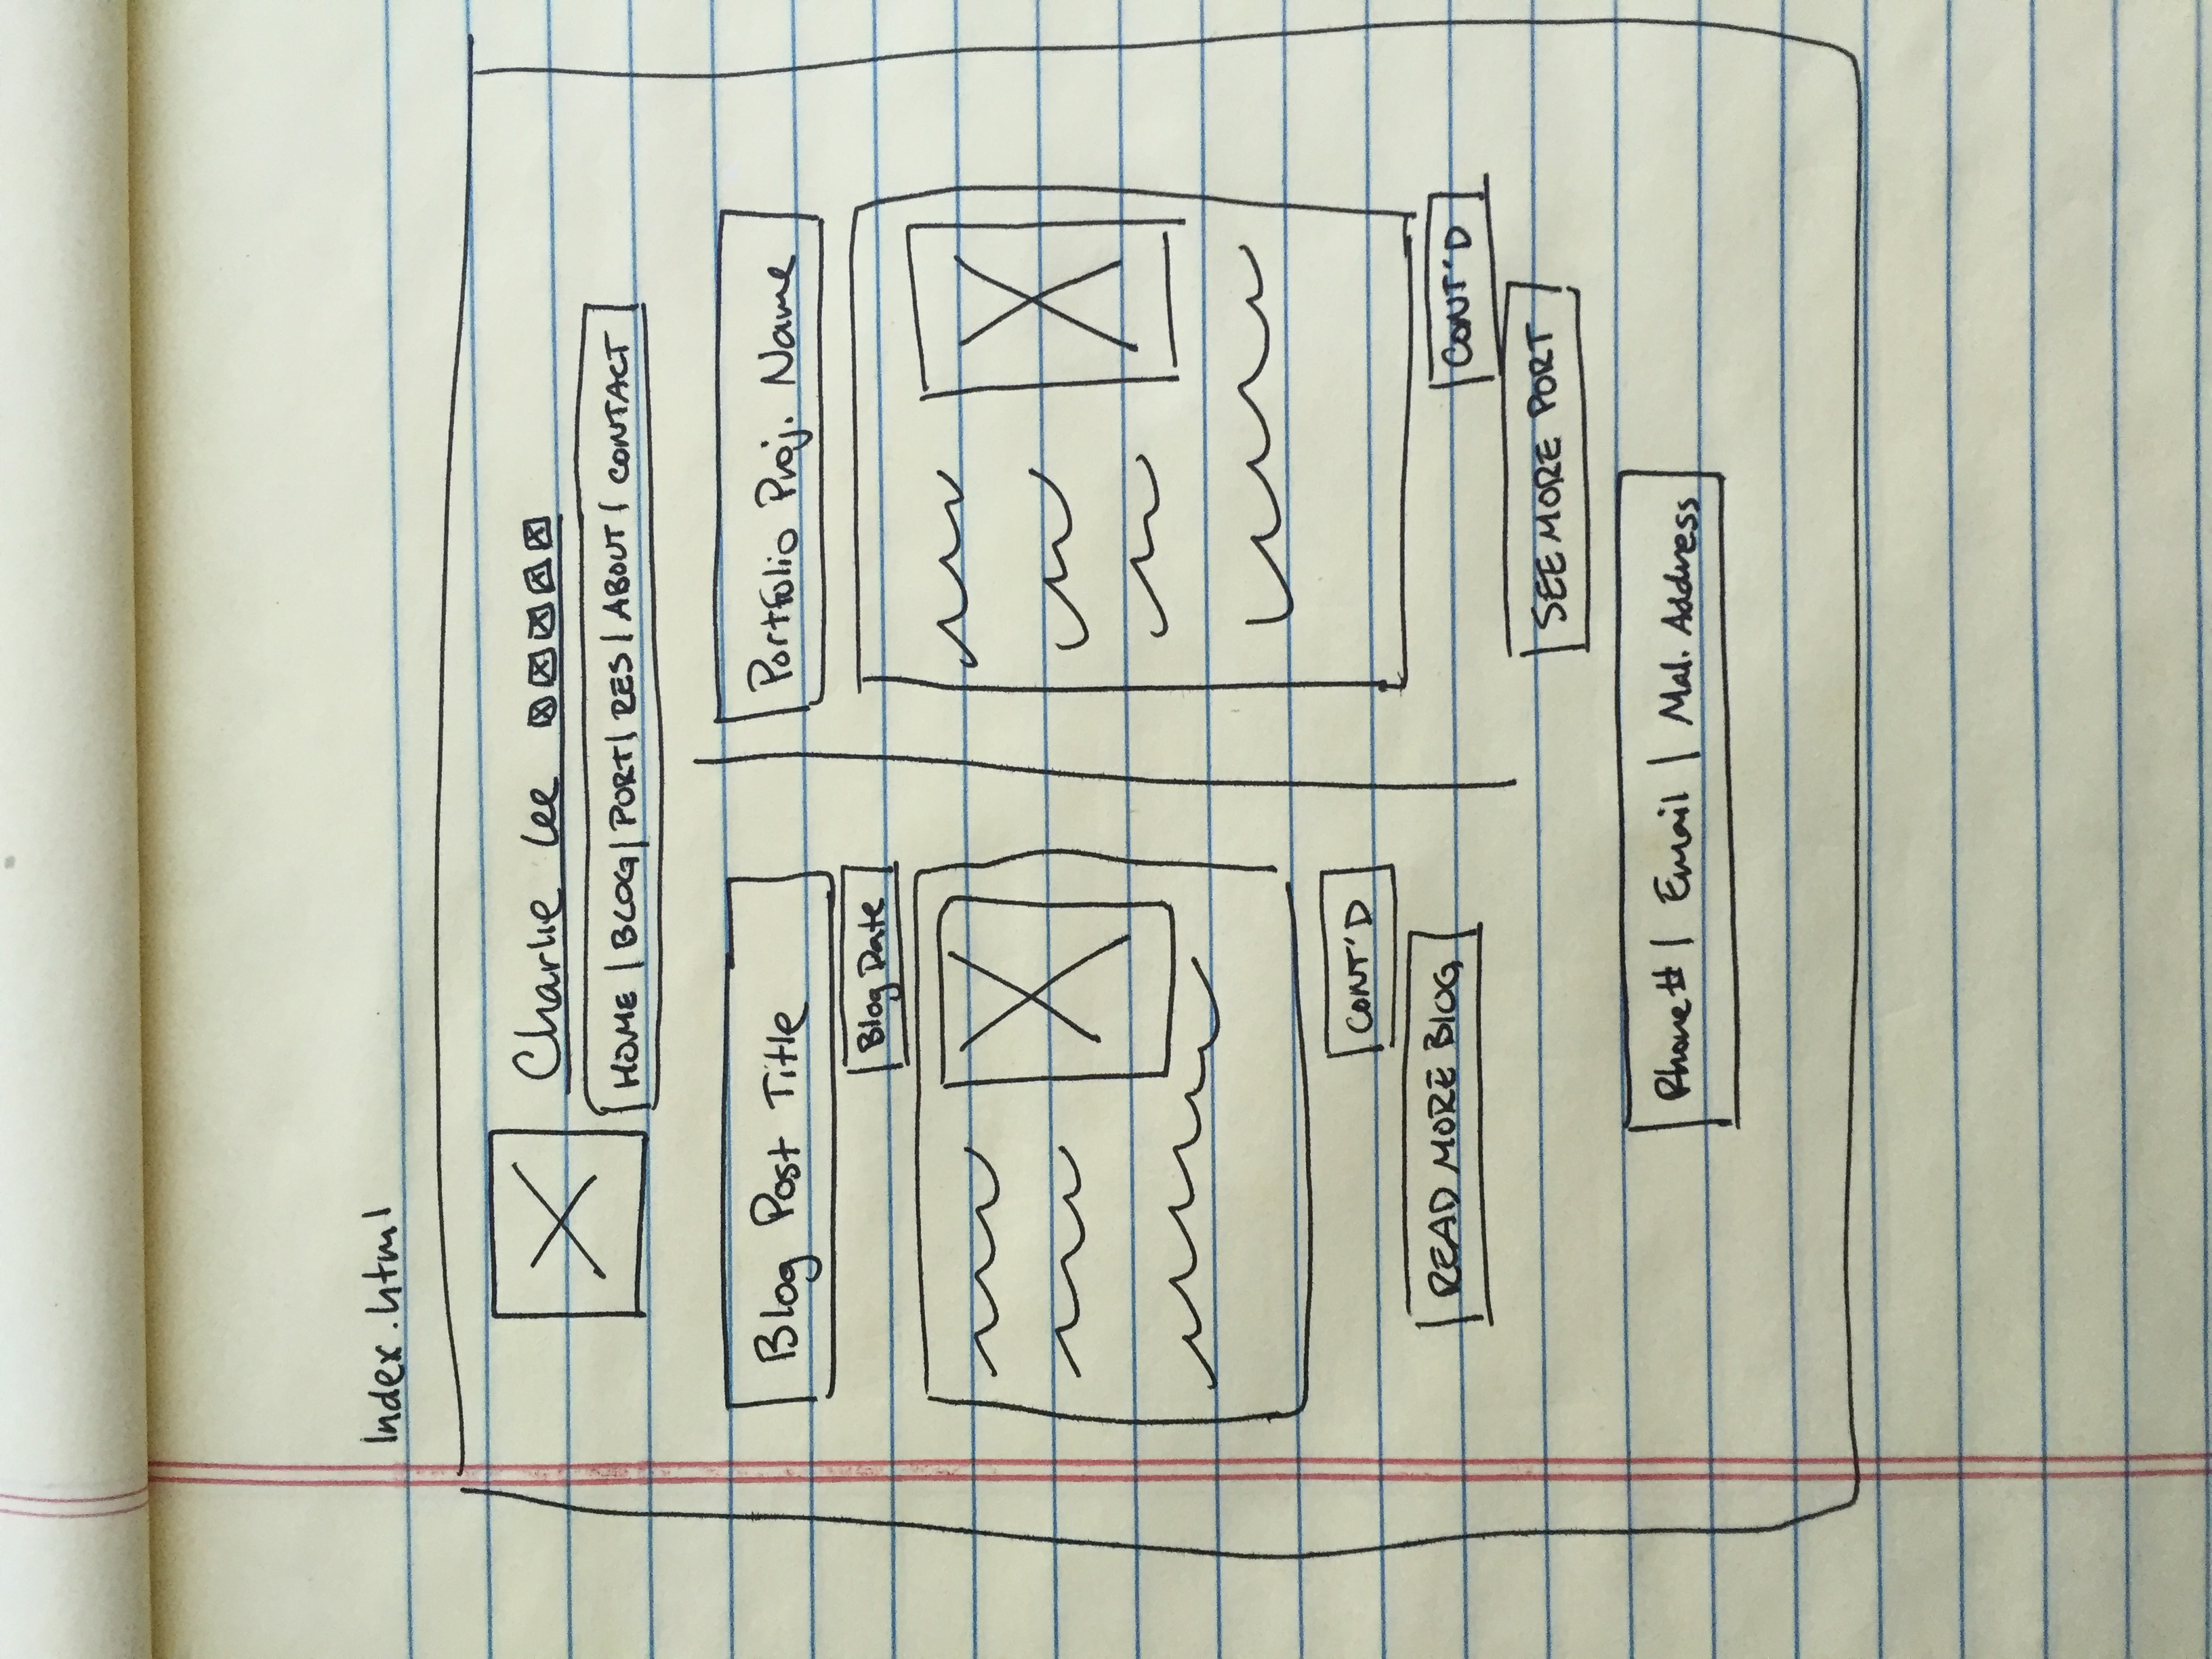 Index.html
Charlie Lee
HOME | BLOG | PORT | RES | ABOUT | CONTACT
Blog Post Title
Blog Date
CONT'D
READ MORE BLOG
Portfolio Proj. Name
CONT'D
SEE MORE PORT
Phone# | Email | Mal. Address